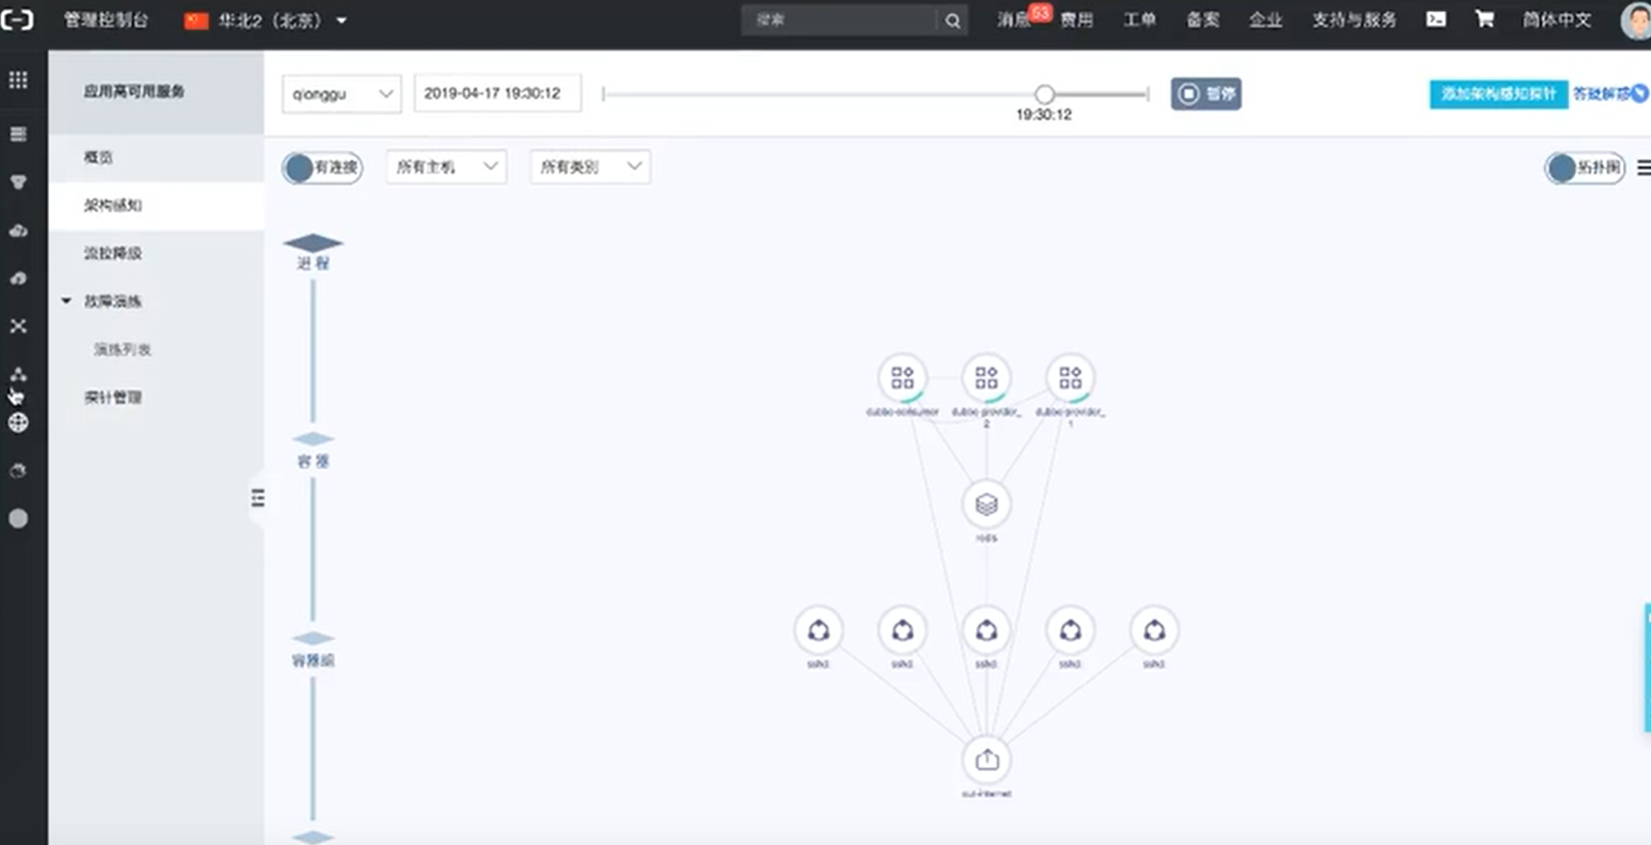 管理控制台
华北2（北京）
搜索
消息
53
费用
工单
备案
企业
支持与服务
简体中文
应用高可用服务
概览
架构感知
流控降级
故障演练
演练列表
探针管理
qionggu
2019-04-17 19:30:12
19:30:12
暂停
添加架构感知探针
答疑解惑
有连接
所有主机
所有类别
拓扑图
进程
容器
容器组
dubbo-consumer
dubbo-provider_
2
dubbo-provider_
1
redis
sshd
sshd
sshd
sshd
sshd
out-internet